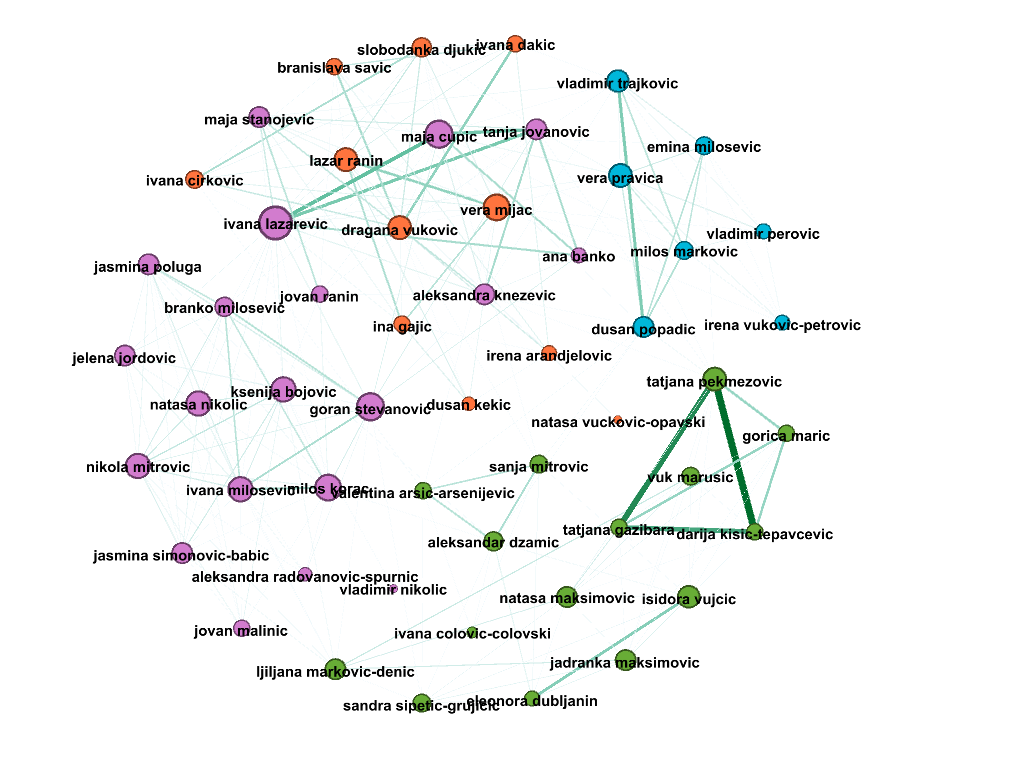 slobodanka djukic
ivana dakic
branislava savic
vladimir trajkovic
maja stanojevic
maja cupic
tanja jovanovic
emina milosevic
lazar ranin
ivana cirkovic
vera pravica
vera mijac
ivana lazarevic
dragana vukovic
vladimir perovic
milos markovic
ana banko
jasmina poluga
jovan ranin
aleksandra knezevic
branko milosevic
ina gajic
dusan popadic
irena vukovic-petrovic
jelena jordovic
irena arandjelovic
tatjana pekmezovic
ksenija bojovic
natasa nikolic
goran stevanovic
dusan kekic
natasa vuckovic-opavski
gorica maric
nikola mitrovic
sanja mitrovic
vuk marusic
ivana milosevic
milos korac
valentina arsic-arsenijevic
tatjana gazibara
darija kisic-tepavcevic
aleksandar dzamic
jasmina simonovic-babic
aleksandra radovanovic-spurnic
vladimir nikolic
natasa maksimovic
isidora vujcic
jovan malinic
ivana colovic-colovski
ljiljana markovic-denic
jadranka maksimovic
sandra sipetic-grujicic
eleonora dubljanin